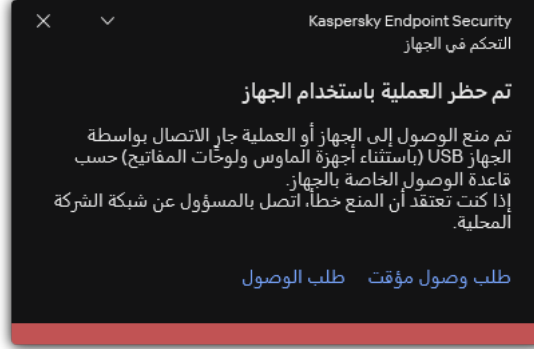 Kaspersky Endpoint Security
التحكم في الجهاز
تم حظر العملية باستخدام الجهاز
تم منع الوصول إلى الجهاز أو العملية جارٍ الاتصال بواسطة
الجهاز USB (باستثناء أجهزة الماوس ولوحًات المفاتيح) حسب
قاعدة الوصول الخاصة بالجهاز.
إذا كنت تعتقد أن المنع خطأ، اتصل بالمسؤول عن شبكة الشركة
المحلية.
طلب وصول مؤقت طلب الوصول